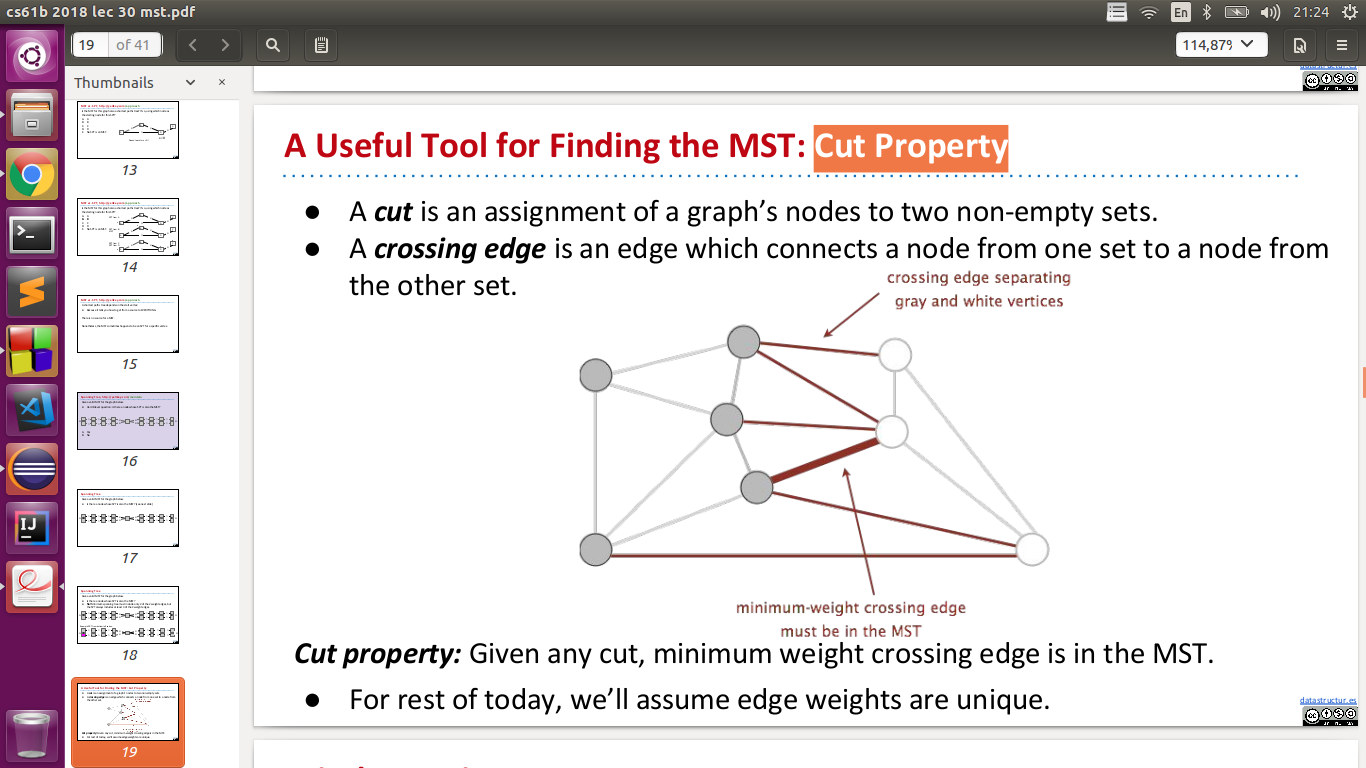 cs61b 2018 lec 30 mst.pdf
En
21:24
19 of 41
114,87%
Thumbnails
13
14
15
16
17
18
19
datastructur.es
A Useful Tool for Finding the MST: Cut Property
● A cut is an assignment of a graph’s nodes to two non-empty sets.
● A crossing edge is an edge which connects a node from one set to a node from
the other set.
crossing edge separating
gray and white vertices
minimum-weight crossing edge
must be in the MST
Cut property: Given any cut, minimum weight crossing edge is in the MST.
● For rest of today, we’ll assume edge weights are unique.
datastructur.es